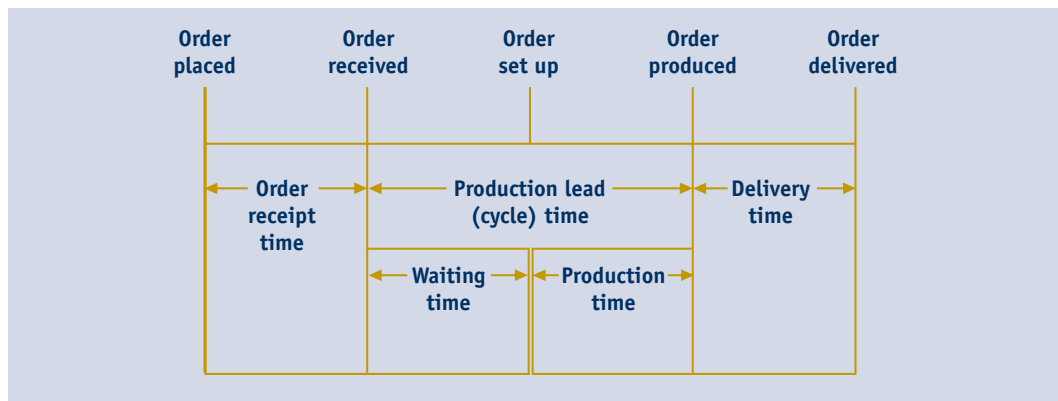 Order placed
Order received
Order set up
Order produced
Order delivered
Order receipt time
Production lead (cycle) time
Delivery time
Waiting time
Production time